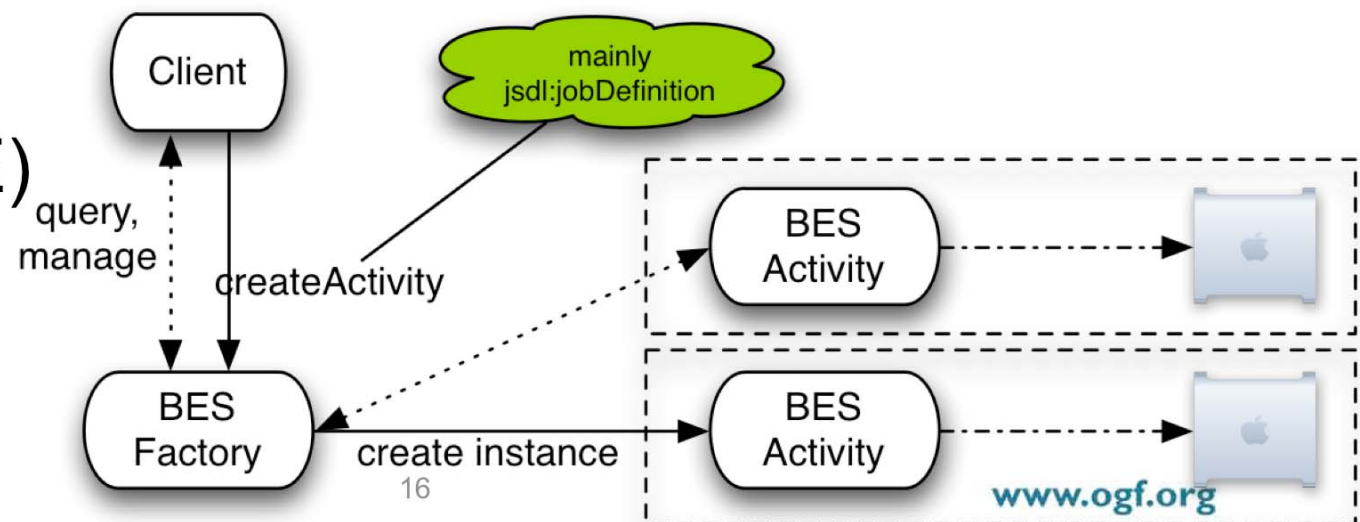 Client
mainly
jsdl:jobDefinition
)
query,
manage
createActivity
BES
Activity
BES
Factory
create instance
BES
Activity
16
www.ogf.org